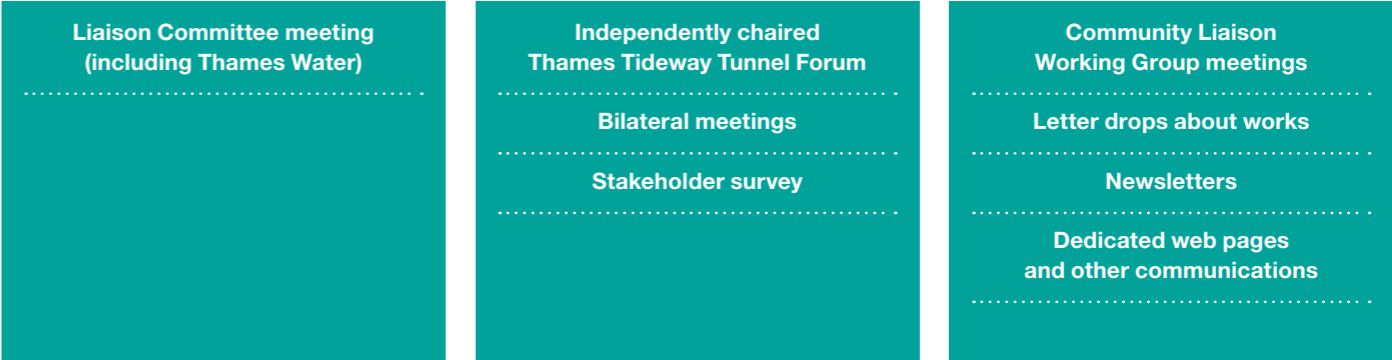 Liaison Committee meeting
(including Thames Water)
Independently chaired
Thames Tideway Tunnel Forum
Bilateral meetings
Stakeholder survey
Community Liaison
Working Group meetings
Letter drops about works
Newsletters
Dedicated web pages
and other communications